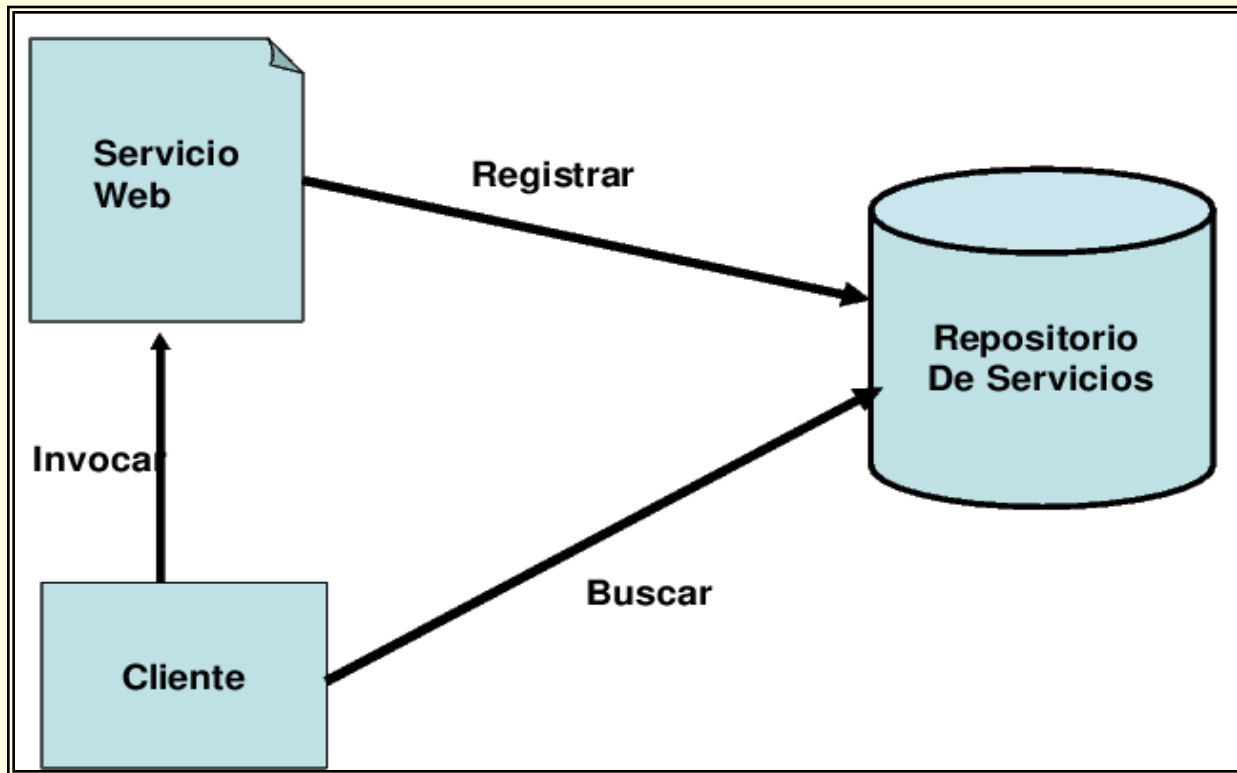 Servicio
Web
Registrar
Repositorio
De Servicios
Invocar
Buscar
Cliente